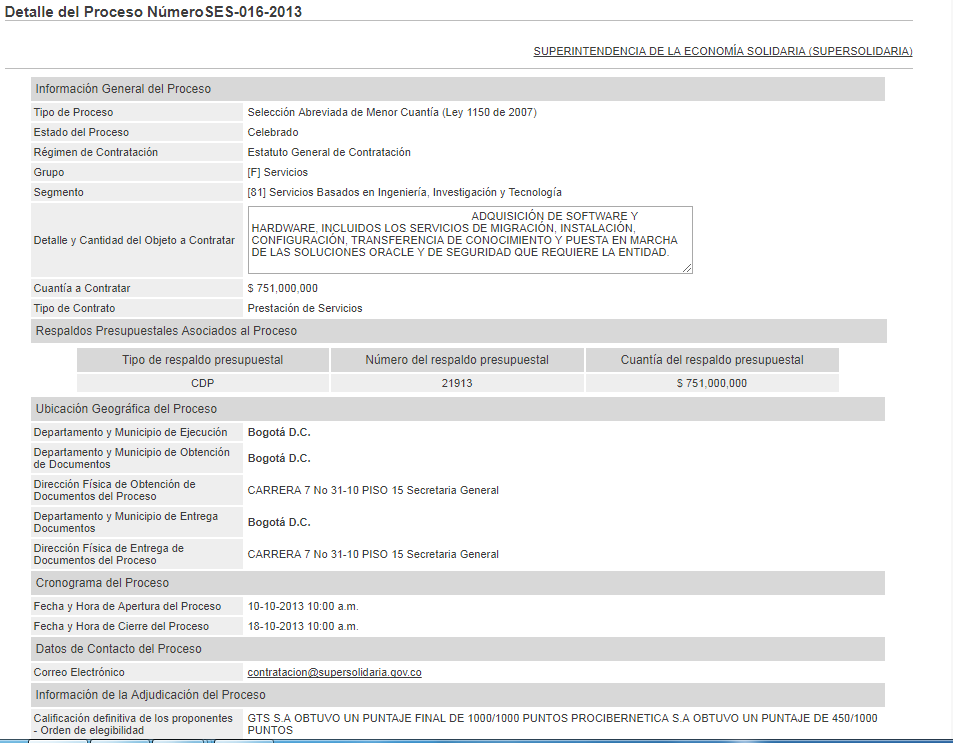 Detalle del Proceso NúmeroSES-016-2013
SUPERINTENDENCIA DE LA ECONOMÍA SOLIDARIA (SUPERSOLIDARIA)
Información General del Proceso
Tipo de Proceso Selección Abreviada de Menor Cuantía (Ley 1150 de 2007)
Estado del Proceso Celebrado
Régimen de Contratación Estatuto General de Contratación
Grupo [F] Servicios
Segmento [81] Servicios Basados en Ingeniería, Investigación y Tecnología
Detalle y Cantidad del Objeto a Contratar
ADQUISICIÓN DE SOFTWARE Y
HARDWARE, INCLUIDOS LOS SERVICIOS DE MIGRACIÓN, INSTALACIÓN,
CONFIGURACIÓN, TRANSFERENCIA DE CONOCIMIENTO Y PUESTA EN MARCHA
DE LAS SOLUCIONES ORACLE Y DE SEGURIDAD QUE REQUIERE LA ENTIDAD.
Cuantía a Contratar $ 751,000,000
Tipo de Contrato Prestación de Servicios
Respaldos Presupuestales Asociados al Proceso
Tipo de respaldo presupuestal Número del respaldo presupuestal Cuantía del respaldo presupuestal
CDP 21913 $ 751,000,000
Ubicación Geográfica del Proceso
Departamento y Municipio de Ejecución Bogotá D.C.
Departamento y Municipio de Obtención
de Documentos
Bogotá D.C.
Dirección Física de Obtención de
Documentos del Proceso
CARRERA 7 No 31-10 PISO 15 Secretaria General
Departamento y Municipio de Entrega
Documentos
Bogotá D.C.
Dirección Física de Entrega de
Documentos del Proceso
CARRERA 7 No 31-10 PISO 15 Secretaria General
Cronograma del Proceso
Fecha y Hora de Apertura del Proceso 10-10-2013 10:00 a.m.
Fecha y Hora de Cierre del Proceso 18-10-2013 10:00 a.m.
Datos de Contacto del Proceso
Correo Electrónico contratacion@supersolidaria.gov.co
Información de la Adjudicación del Proceso
Calificación definitiva de los proponentes
- Orden de elegibilidad
GTS S.A OBTUVO UN PUNTAJE FINAL DE 1000/1000 PUNTOS PROCIBERNETICA S.A OBTUVO UN PUNTAJE DE 450/1000
PUNTOS